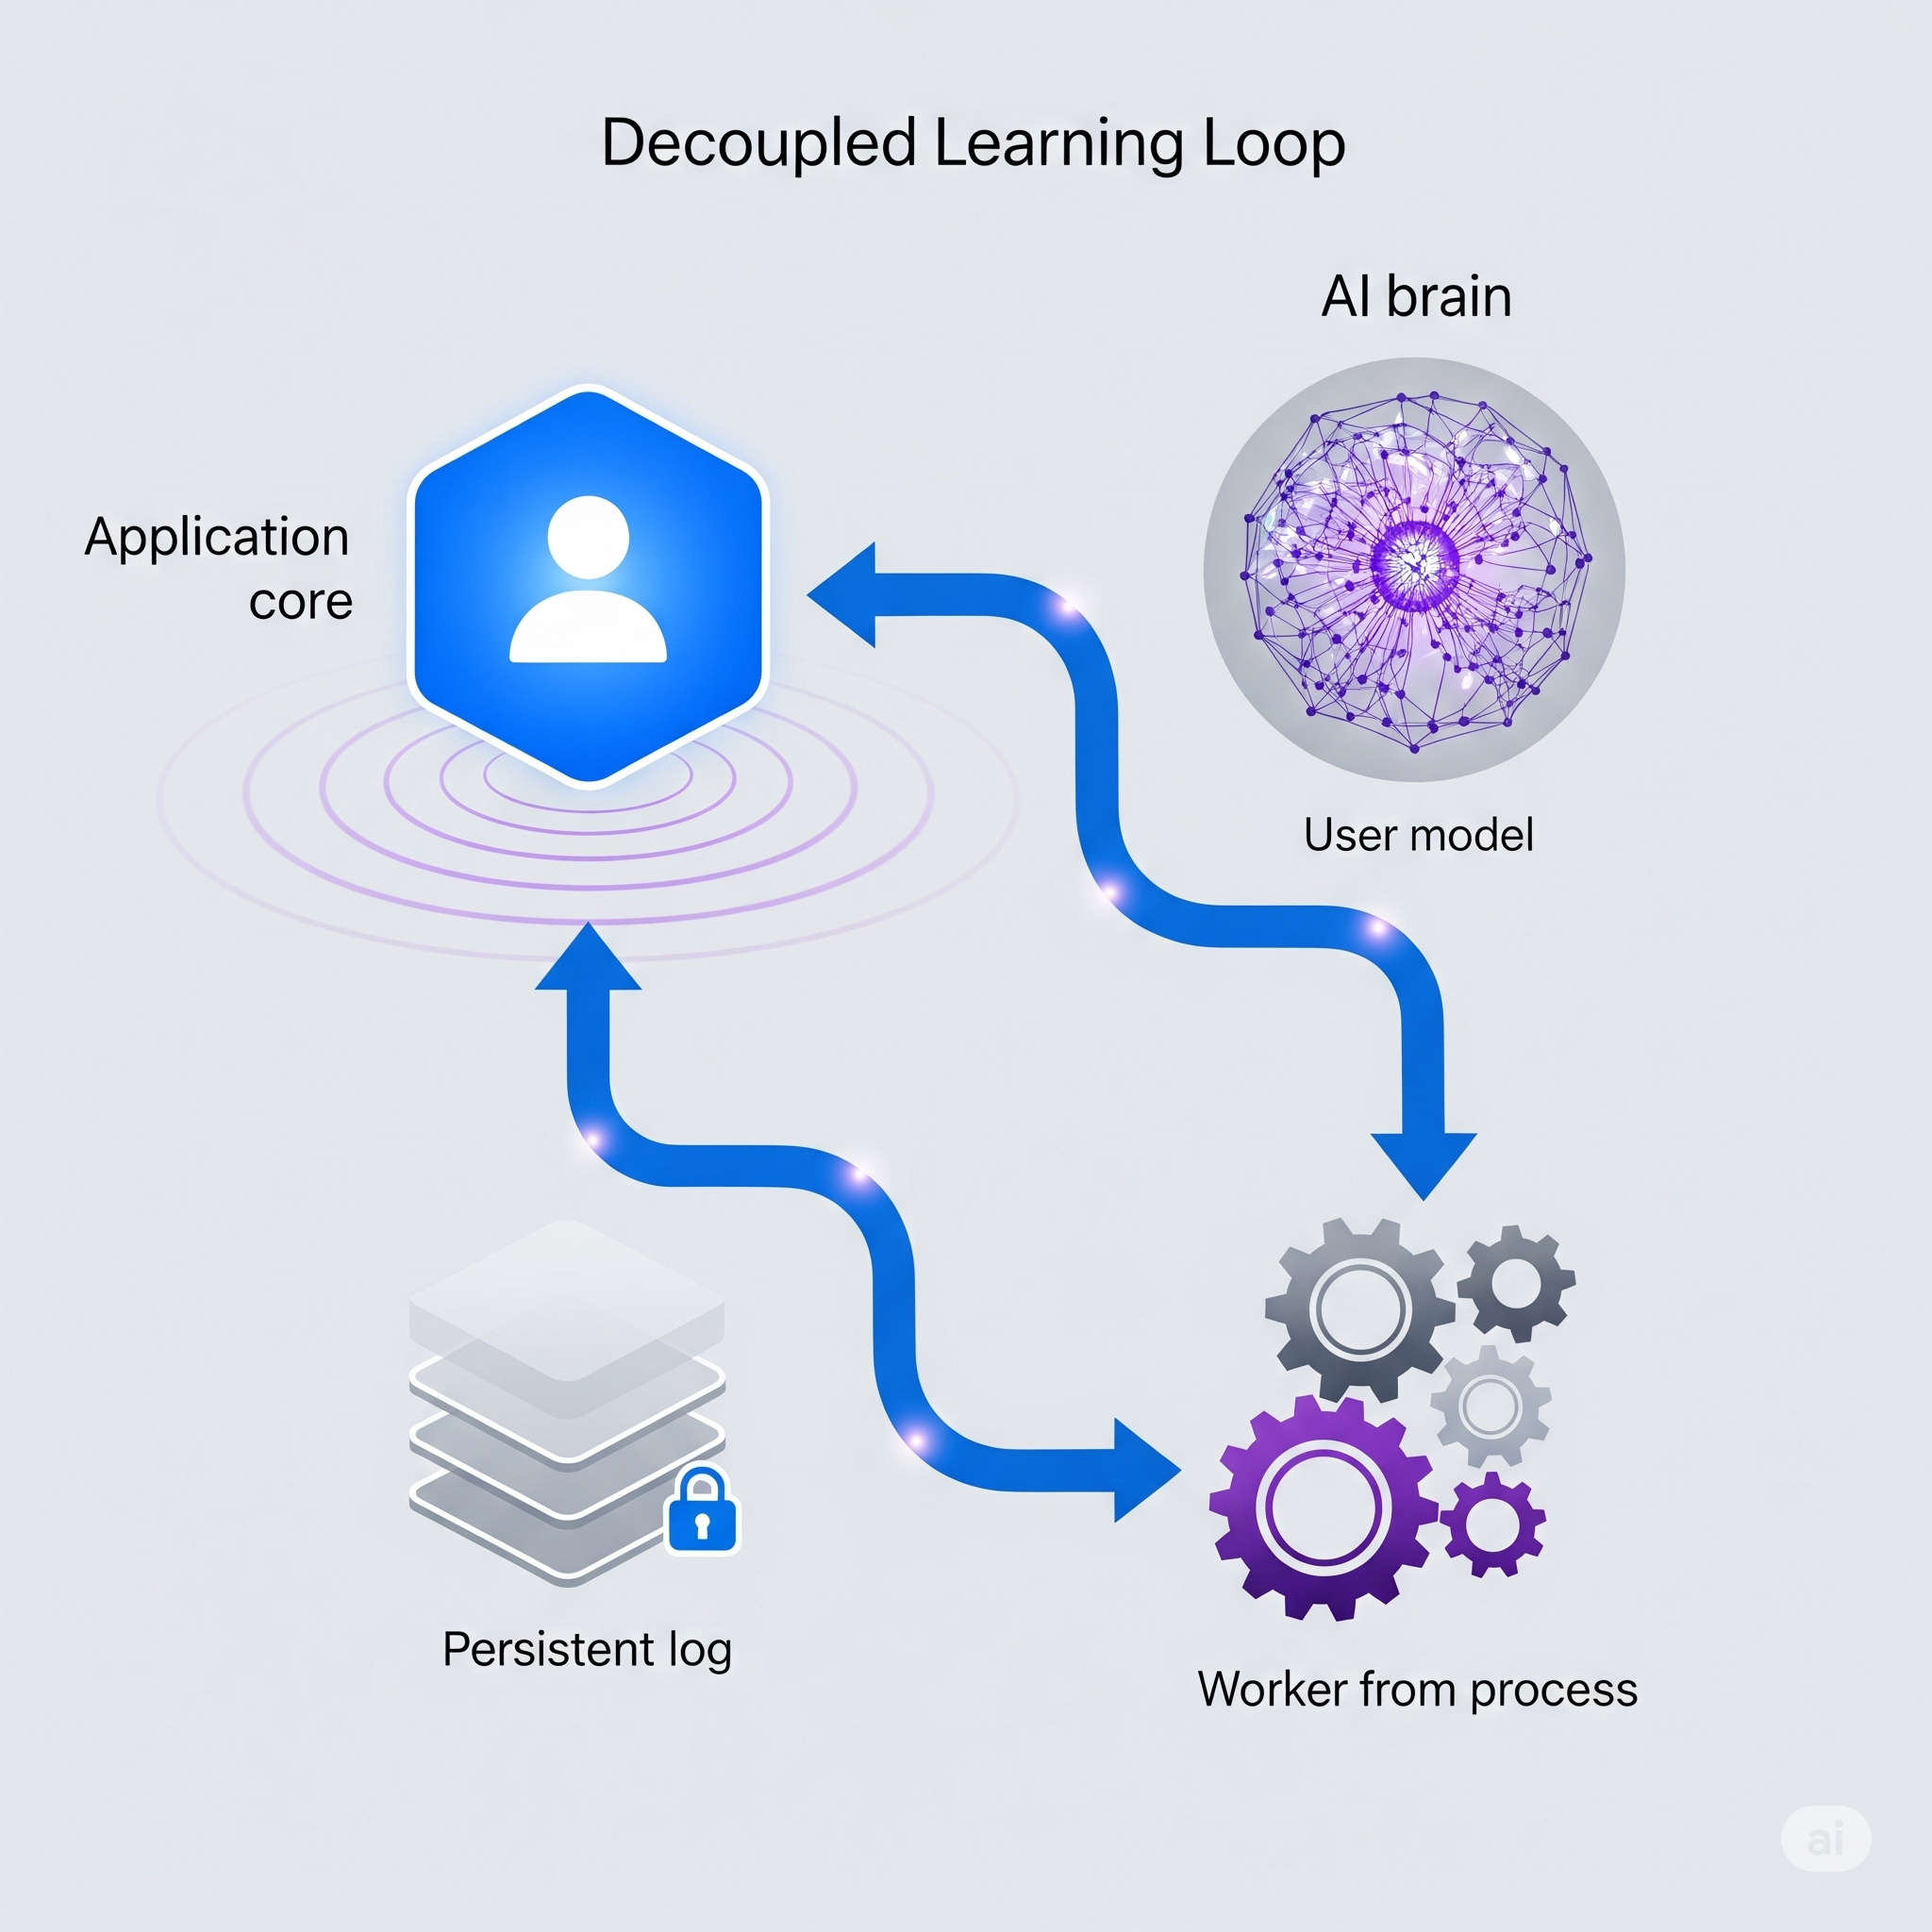 Decoupled Learning Loop
AI brain
Application
core
User model
Persistent log
Worker from process
ai